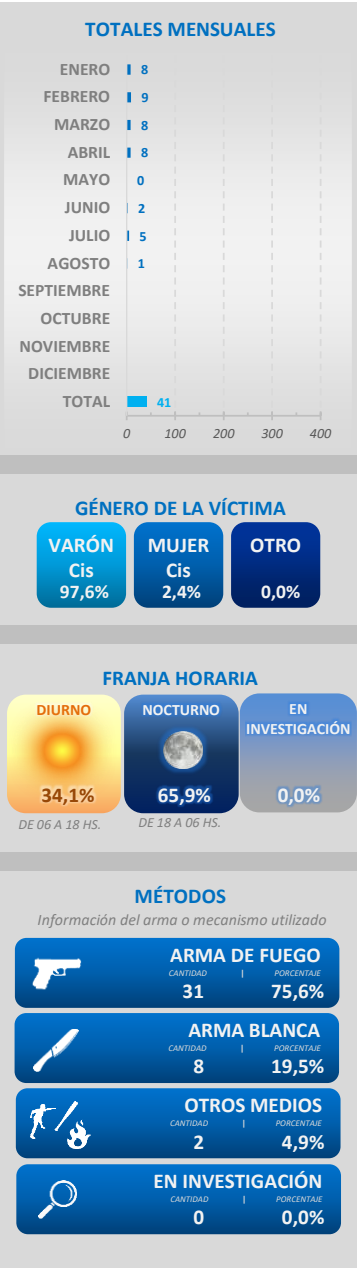 TOTALES MENSUALES
ENERO 8
FEBRERO 9
MARZO 8
ABRIL 8
MAYO 0
JUNIO 2
JULIO 5
AGOSTO 1
SEPTIEMBRE
OCTUBRE
NOVIEMBRE
DICIEMBRE
TOTAL 41
0 100 200 300 400
GÉNERO DE LA VÍCTIMA
VARÓN MUJER OTRO
Cis Cis
97,6% 2,4% 0,0%
FRANJA HORARIA
DIURNO NOCTURNO EN
INVESTIGACIÓN
34,1% 65,9% 0,0%
DE 06 A 18 HS. DE 18 A 06 HS.
MÉTODOS
Información del arma o mecanismo utilizado
ARMA DE FUEGO
CANTIDAD | PORCENTAJE
31 75,6%
ARMA BLANCA
CANTIDAD | PORCENTAJE
8 19,5%
OTROS MEDIOS
CANTIDAD | PORCENTAJE
2 4,9%
EN INVESTIGACIÓN
CANTIDAD | PORCENTAJE
0 0,0%